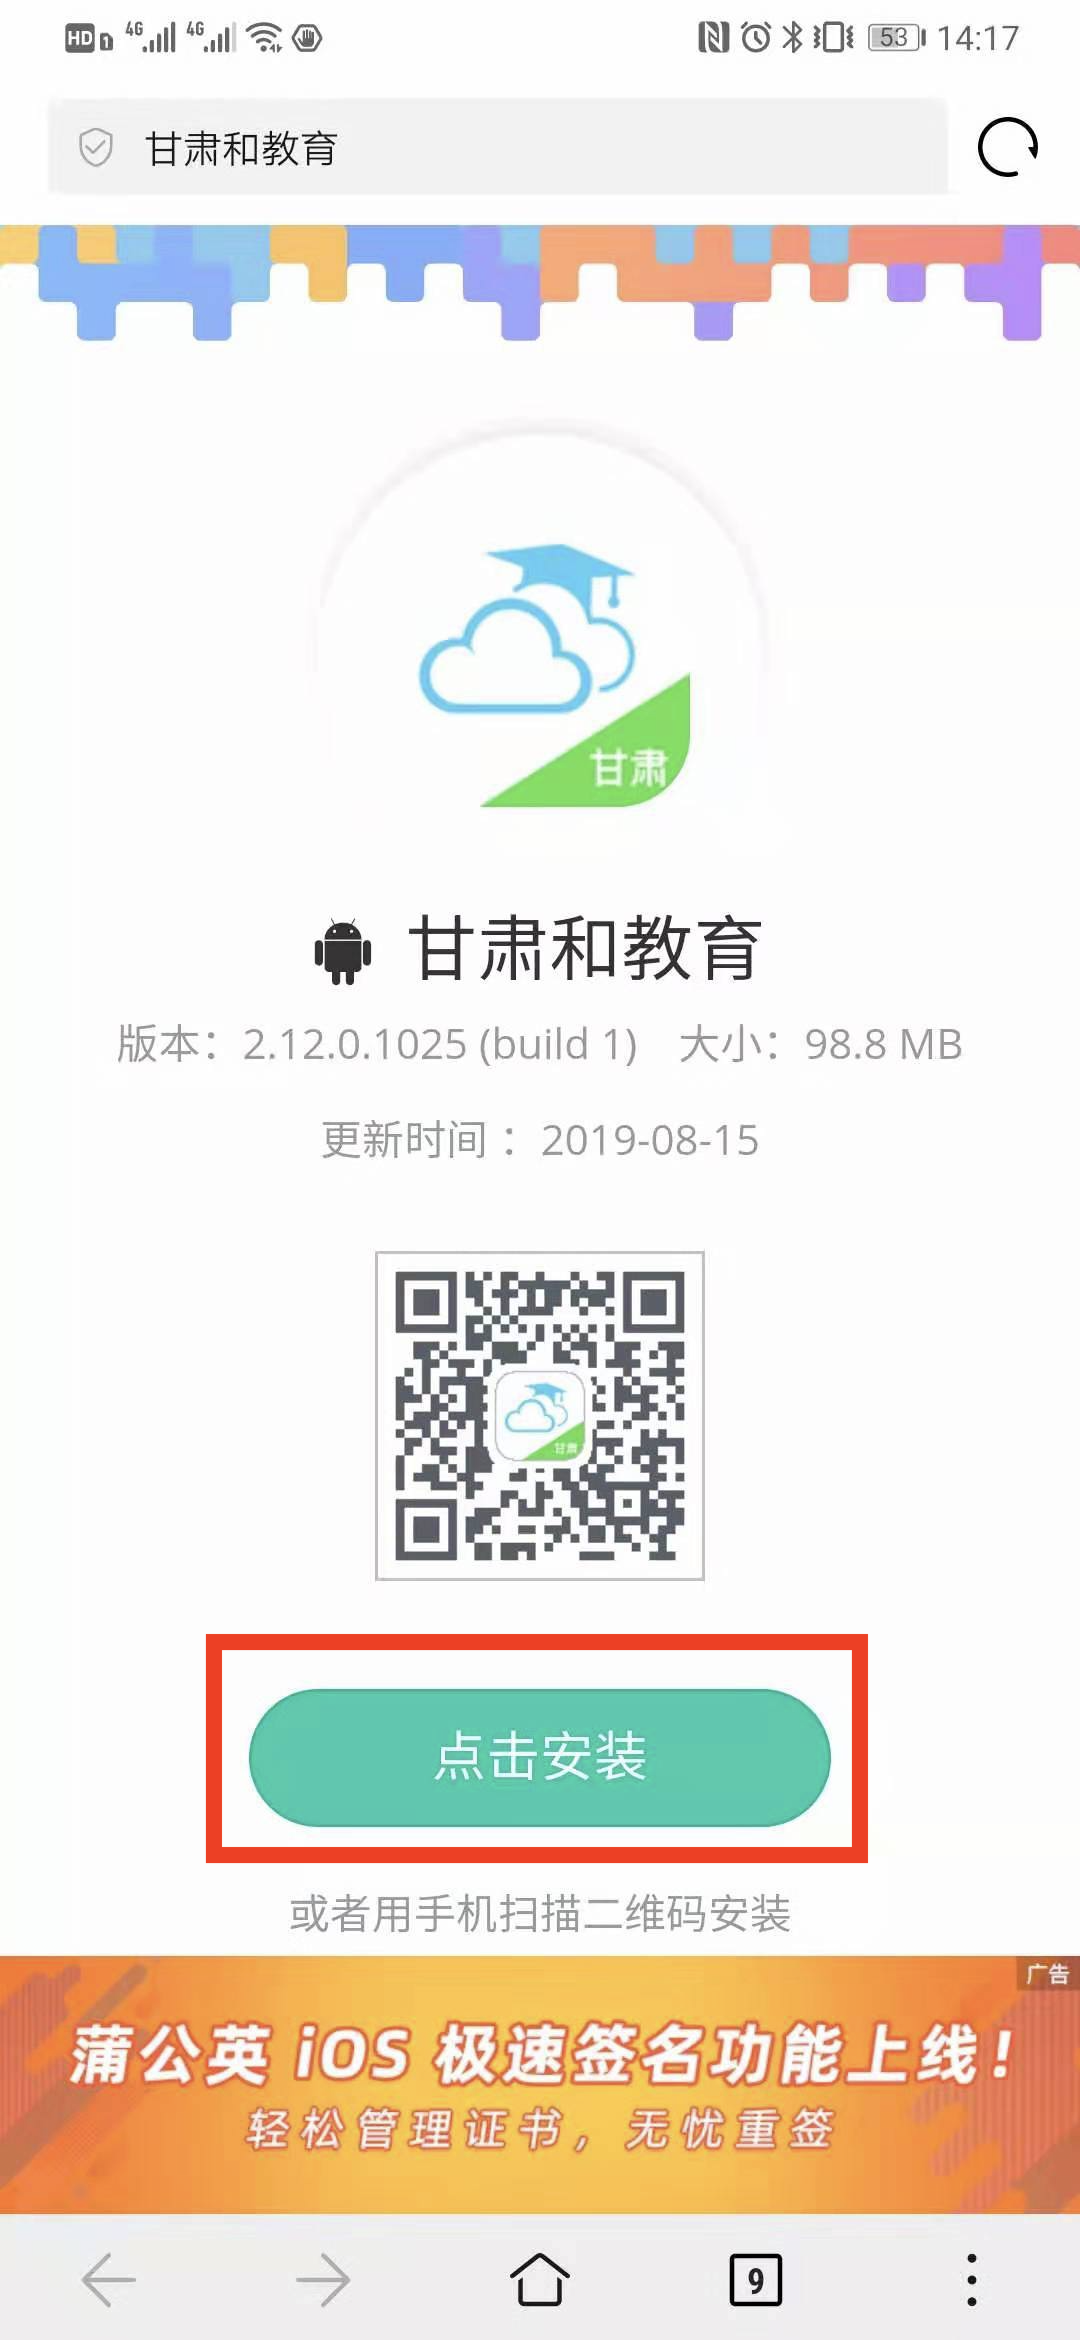 HD 1 4G 4G 53 14:17
甘肃和教育
甘肃
甘肃和教育
版本：2.12.0.1025 (build 1) 大小：98.8 MB
更新时间：2019-08-15
甘肃
点击安装
或者用手机扫描二维码安装
广告
蒲公英 iOS 极速签名功能上线！
轻松管理证书，无忧重签
9